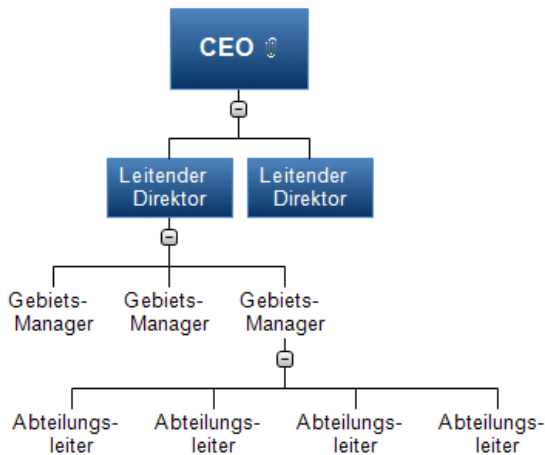 CEO
Leitender
Direktor
Leitender
Direktor
Gebiets-
Manager
Gebiets-
Manager
Gebiets-
Manager
Abteilungs-
leiter
Abteilungs-
leiter
Abteilungs-
leiter
Abteilungs-
leiter